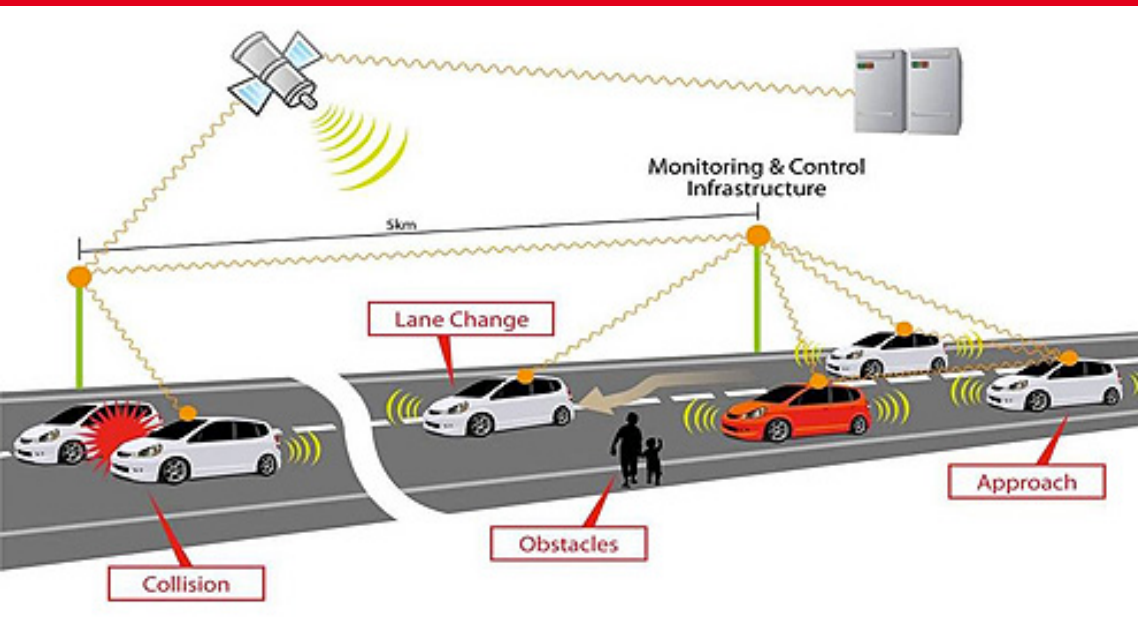 Monitoring & Control
Infrastructure
5km
Lane Change
Approach
Obstacles
Collision